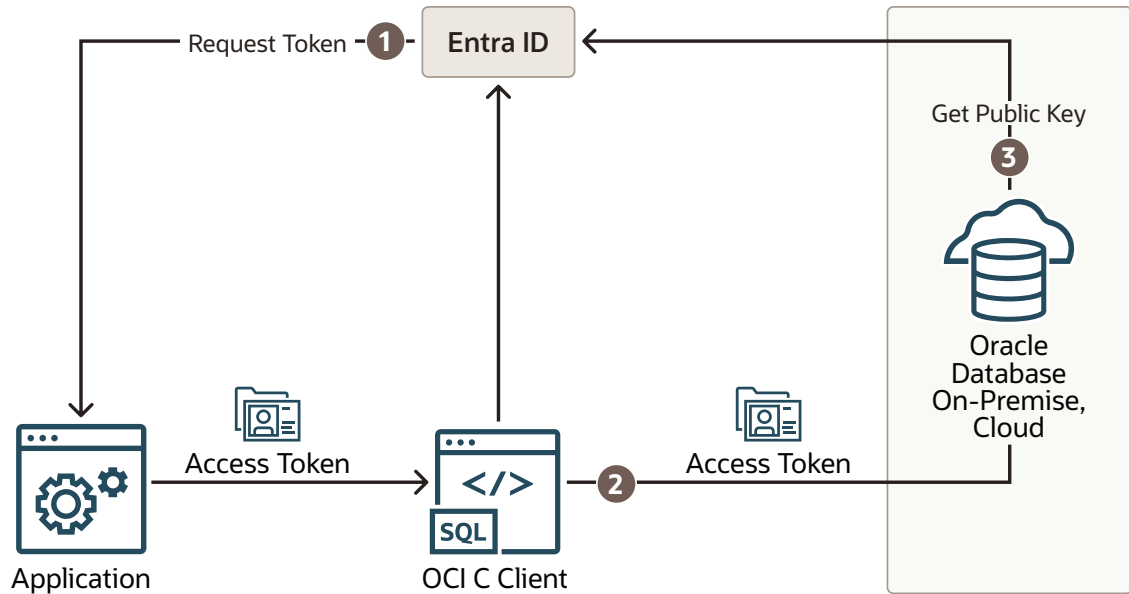 Request Token
1
Entra ID
Get Public Key
3
Oracle
Database
On-Premise,
Cloud
Access Token
Access Token
</>
2
SQL
Application
OCI C Client